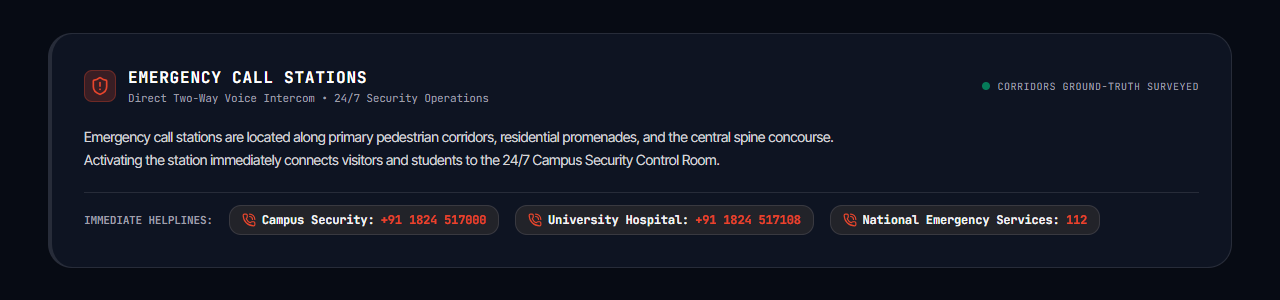 EMERGENCY CALL STATIONS
Direct Two-Way Voice Intercom • 24/7 Security Operations
CORRIDORS GROUND-TRUTH SURVEYED
Emergency call stations are located along primary pedestrian corridors, residential promenades, and the central spine concourse.
Activating the station immediately connects visitors and students to the 24/7 Campus Security Control Room.
IMMEDIATE HELPLINES: Campus Security: +91 1824 517000 University Hospital: +91 1824 517108 National Emergency Services: 112